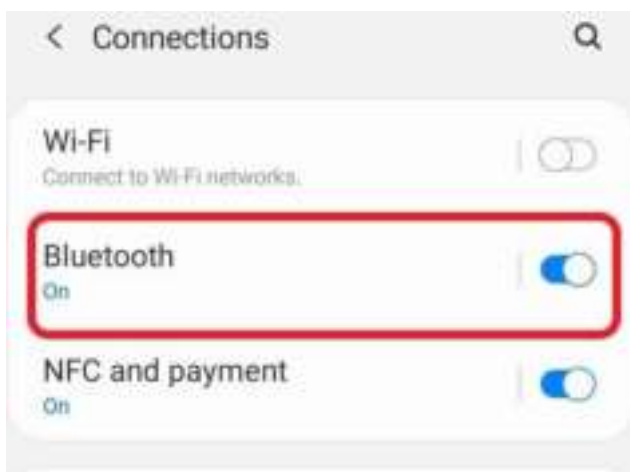 Connections
Wi-Fi
Connect to Wi-Fi networks.
Bluetooth
On
NFC and payment
On